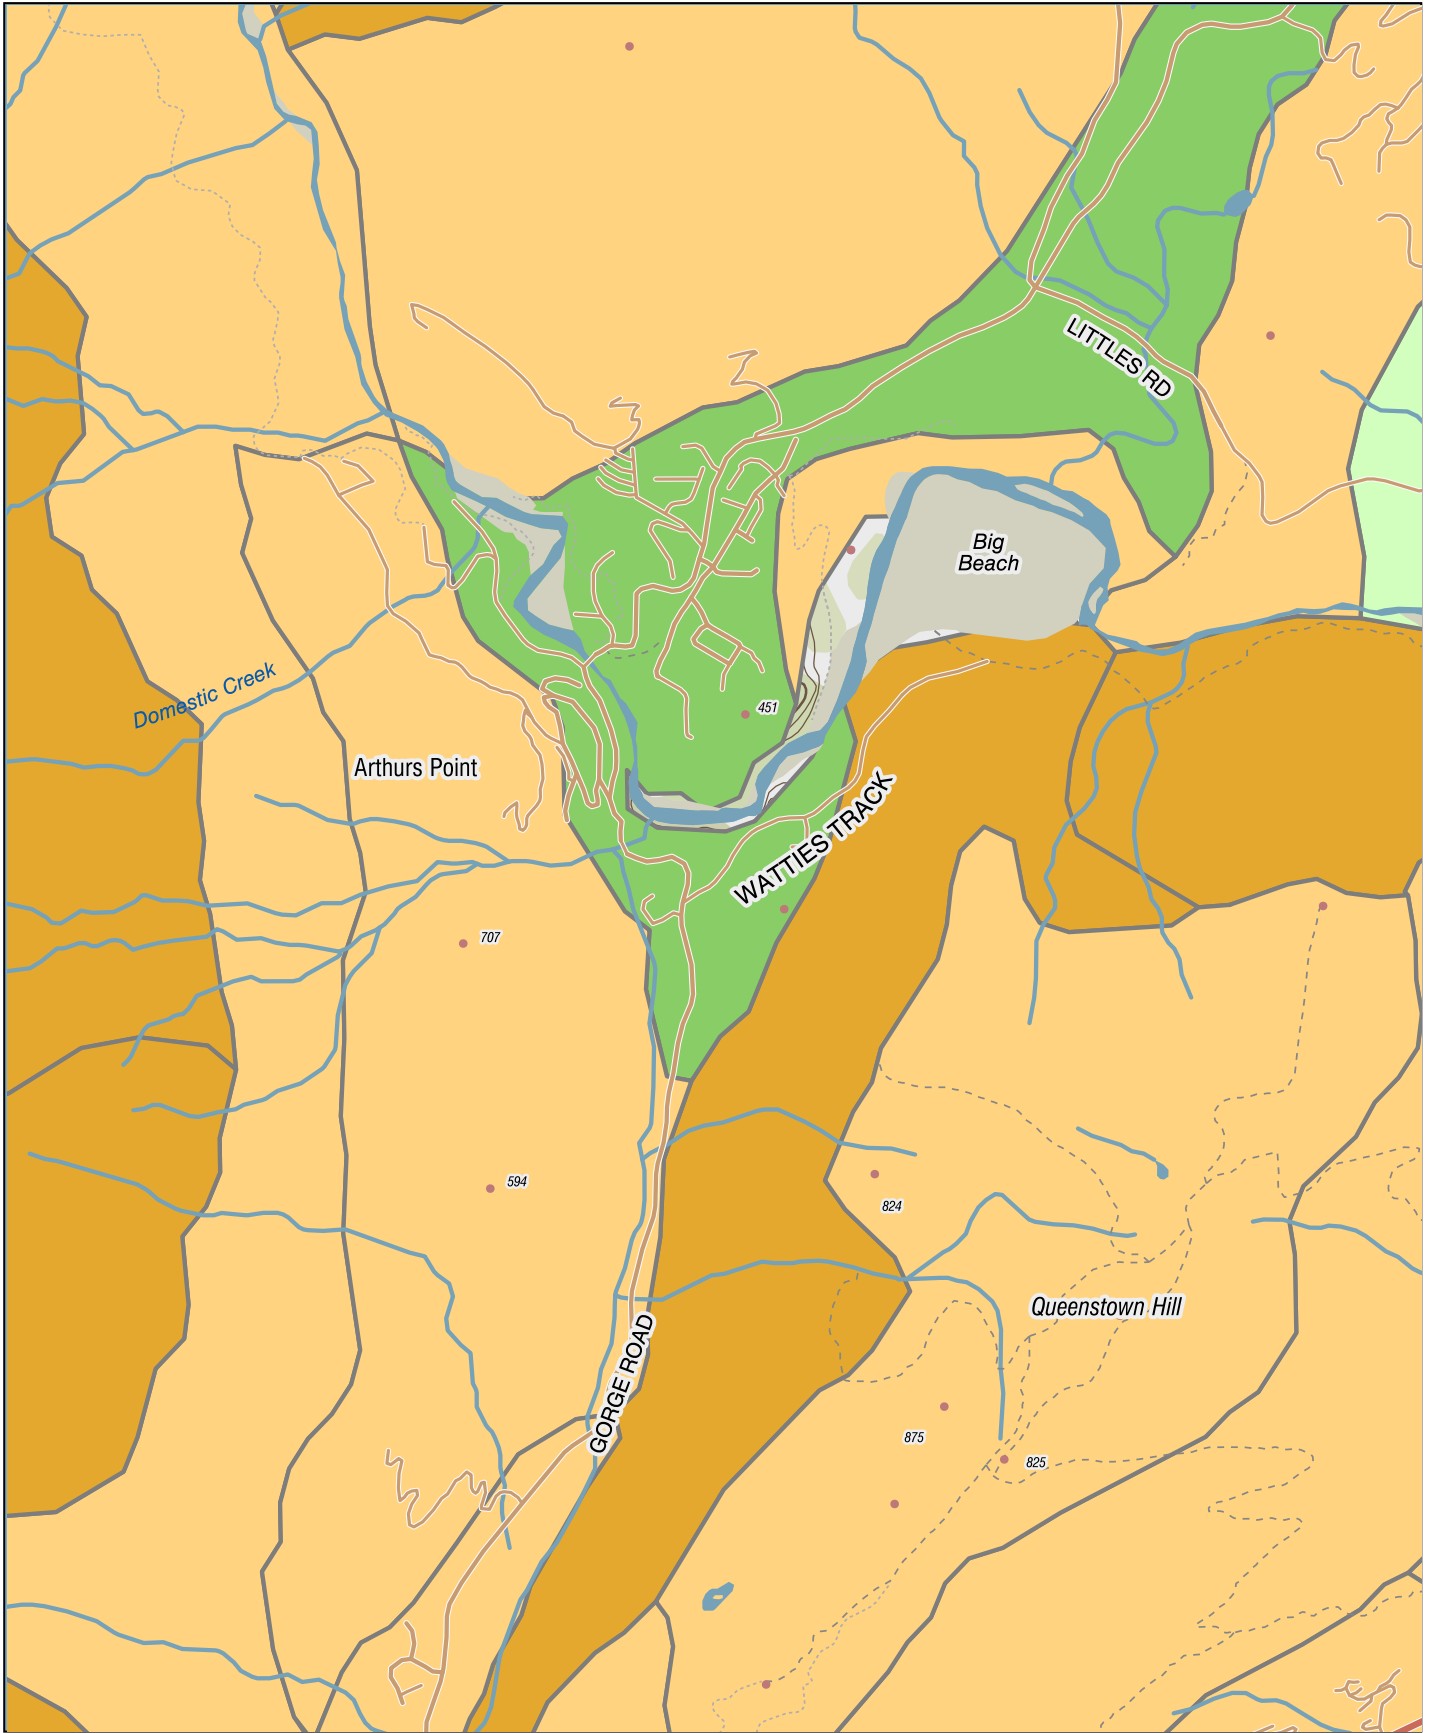 LITTLES RD
Big
Beach
Domestic Creek
451
Arthurs Point
WATTIES TRACK
707
594
824
Queenstown Hill
GORGE ROAD
875
825